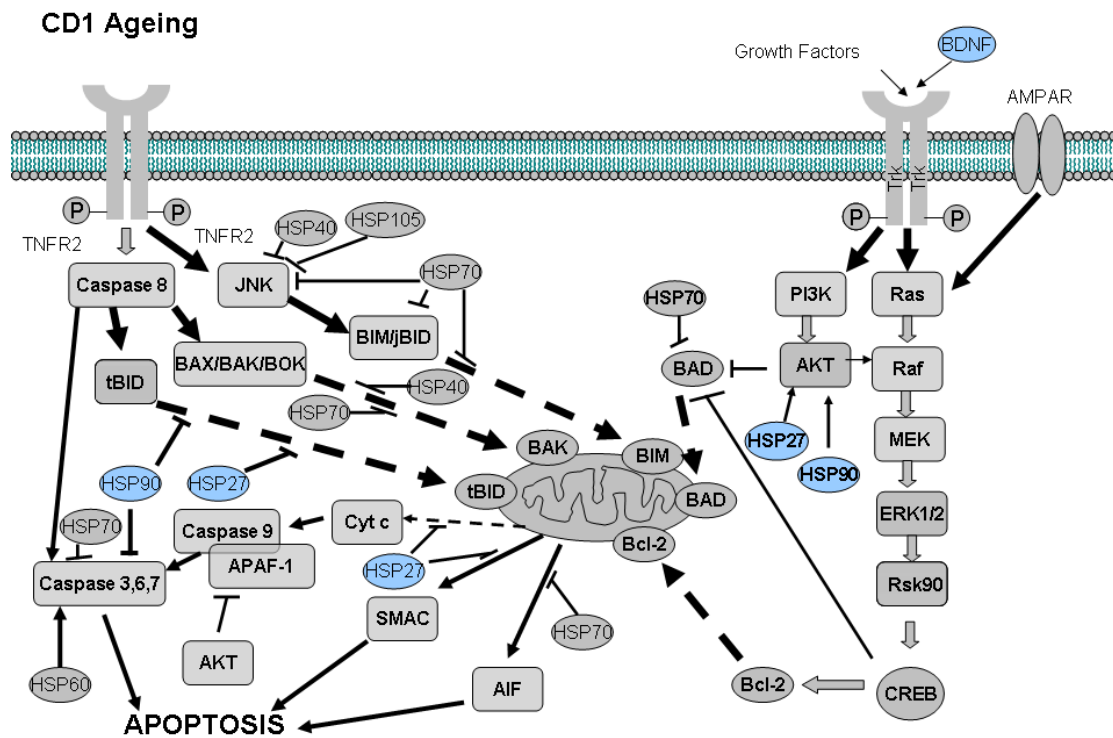 CD1 Ageing
Growth Factors
BDNF
AMPAR
Trk
Trk
P
P
P
P
TNFR2
TNFR2
HSP40
HSP105
HSP70
Caspase 8
JNK
BIM/jBID
BAX/BAK/BOK
tBID
HSP40
HSP70
HSP70
BAD
PI3K
Ras
AKT
Raf
HSP27
HSP90
MEK
ERK1/2
Rsk90
CREB
Bcl-2
BAK
BIM
tBID
BAD
Bcl-2
HSP90
HSP27
HSP70
Caspase 9
APAF-1
Cyt c
HSP27
Caspase 3,6,7
SMAC
HSP70
AKT
HSP60
AIF
APOPTOSIS